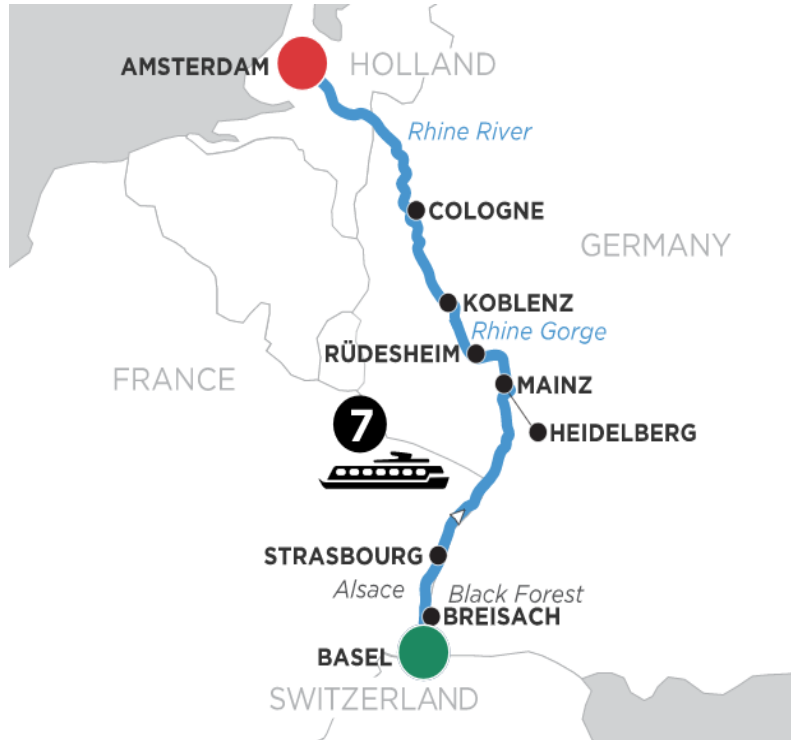 AMSTERDAM
HOLLAND
Rhine River
COLOGNE
GERMANY
KOBLENZ
Rhine Gorge
RÜDESHEIM
FRANCE
MAINZ
7
HEIDELBERG
STRASBOURG
Alsace
Black Forest
BREISACH
BASEL
SWITZERLAND